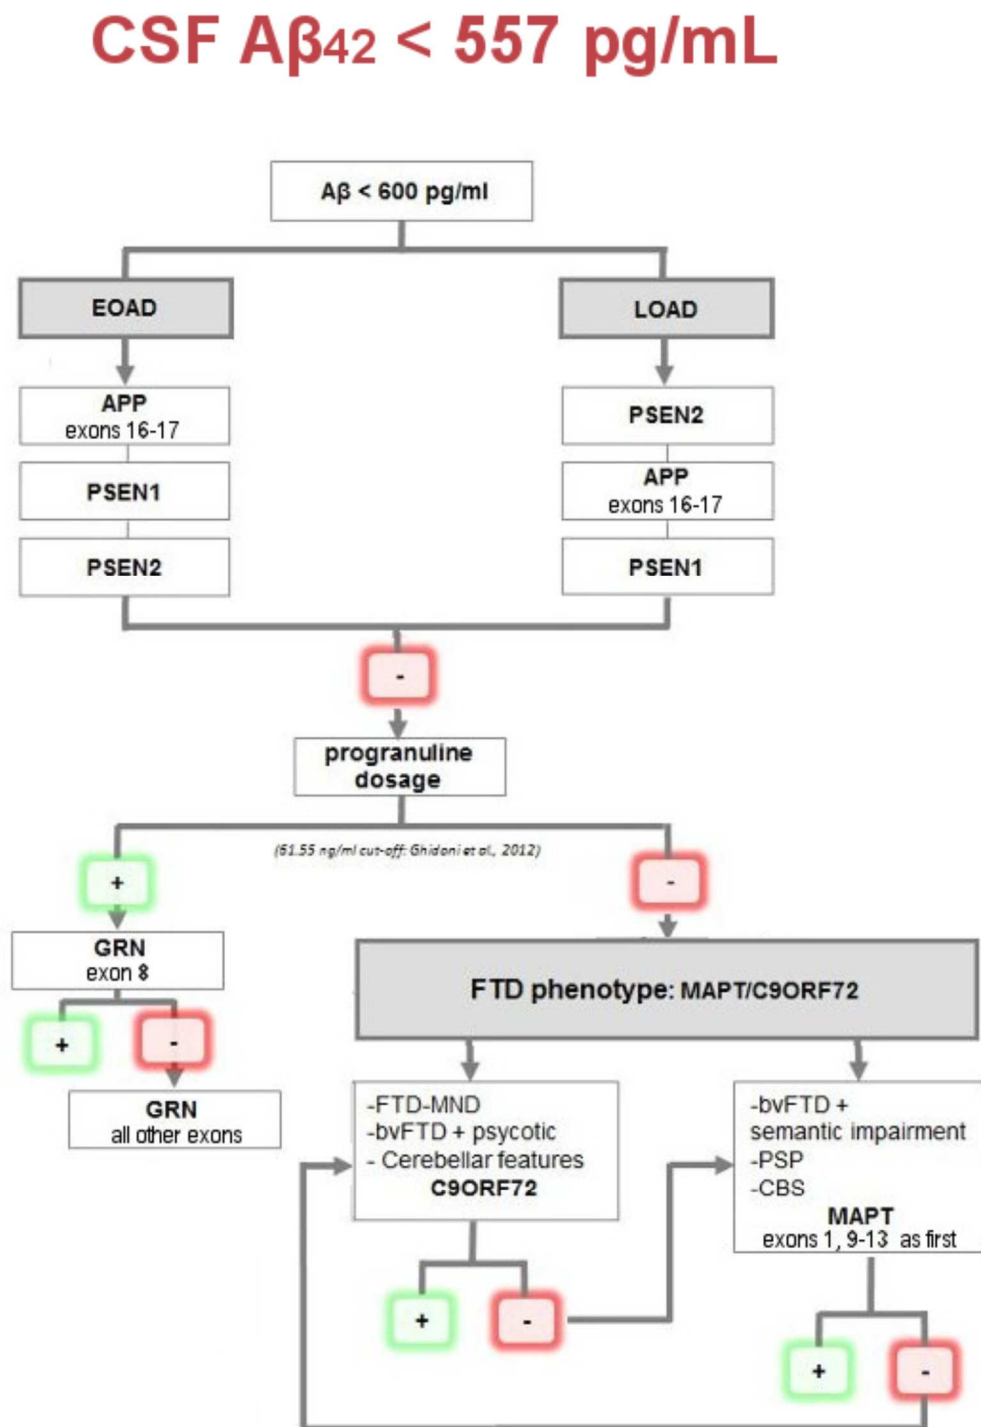 CSF Aβ42 < 557 pg/mL
Aβ < 600 pg/ml
EOAD
LOAD
APP
exons 16-17
PSEN1
PSEN2
PSEN2
APP
exons 16-17
PSEN1
-
progranuline
dosage
(61.55 ng/ml cut-off: Ghidoni et al., 2012)
+
-
GRN
exon 8
+
-
GRN
all other exons
FTD phenotype: MAPT/C9ORF72
-FTD-MND
-bvFTD + psycotic
- Cerebellar features
C9ORF72
-bvFTD +
semantic impairment
-PSP
-CBS
MAPT
exons 1, 9-13 as first
+
-
+
-